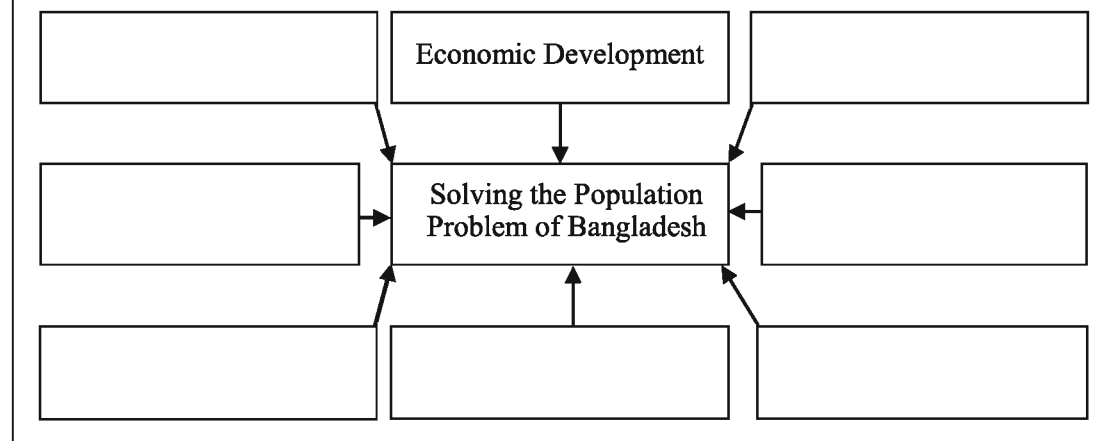 Economic Development
Solving the Population
Problem of Bangladesh